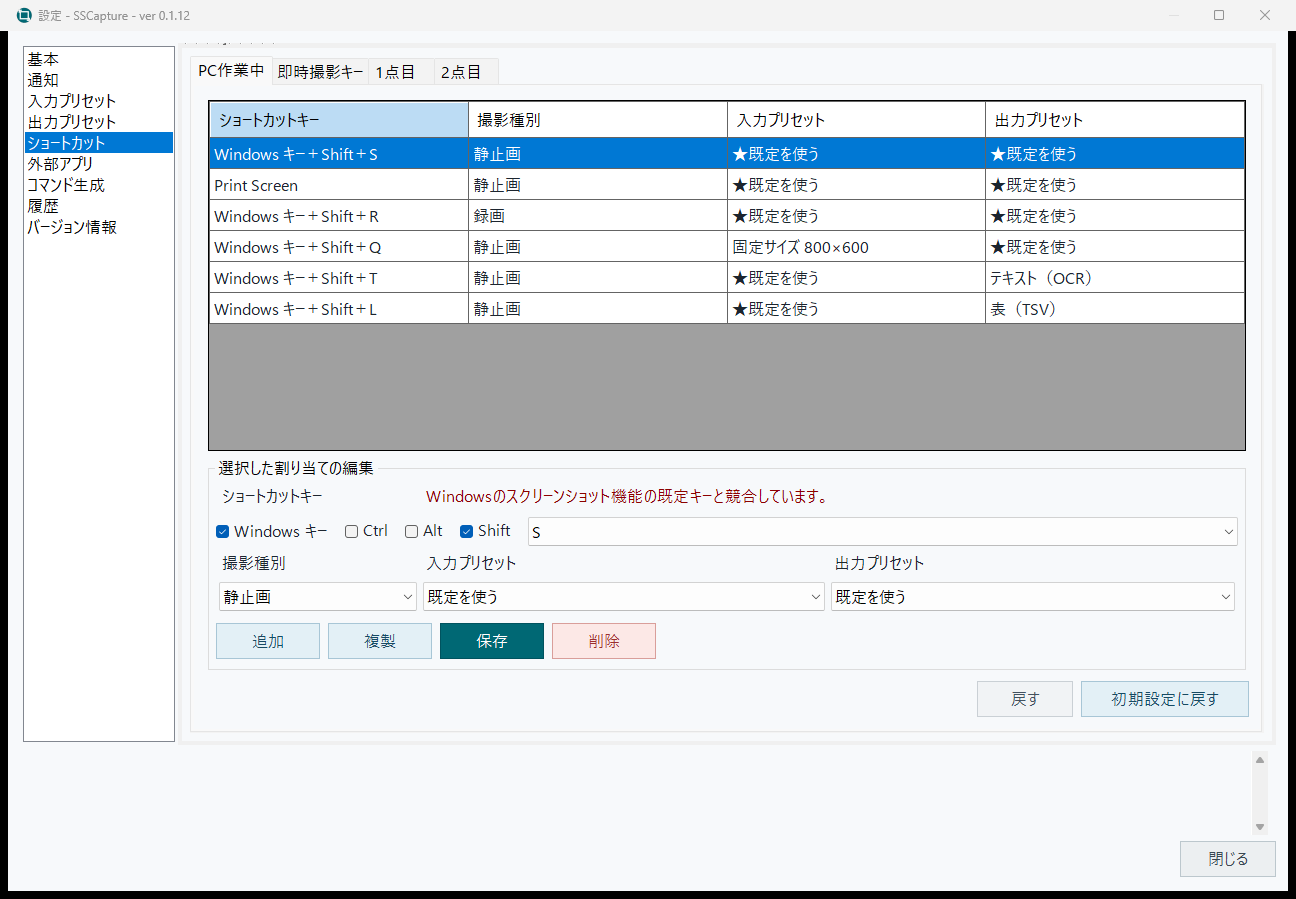 設定 - SSCapture - ver 0.1.12
基本
通知
入力プリセット
出力プリセット
ショートカット
外部アプリ
コマンド生成
履歴
バージョン情報
PC作業中 即時撮影キー 1点目 2点目
ショートカットキー 撮影種別 入力プリセット 出力プリセット
Windows キー＋Shift＋S 静止画 ★既定を使う ★既定を使う
Print Screen 静止画 ★既定を使う ★既定を使う
Windows キー＋Shift＋R 録画 ★既定を使う ★既定を使う
Windows キー＋Shift＋Q 静止画 固定サイズ 800×600 ★既定を使う
Windows キー＋Shift＋T 静止画 ★既定を使う テキスト（OCR）
Windows キー＋Shift＋L 静止画 ★既定を使う 表（TSV）
選択した割り当ての編集
ショートカットキー Windowsのスクリーンショット機能の既定キーと競合しています。
Windows キー Ctrl Alt Shift S
撮影種別 入力プリセット 出力プリセット
静止画 既定を使う 既定を使う
追加 複製 保存 削除
戻す 初期設定に戻す
閉じる